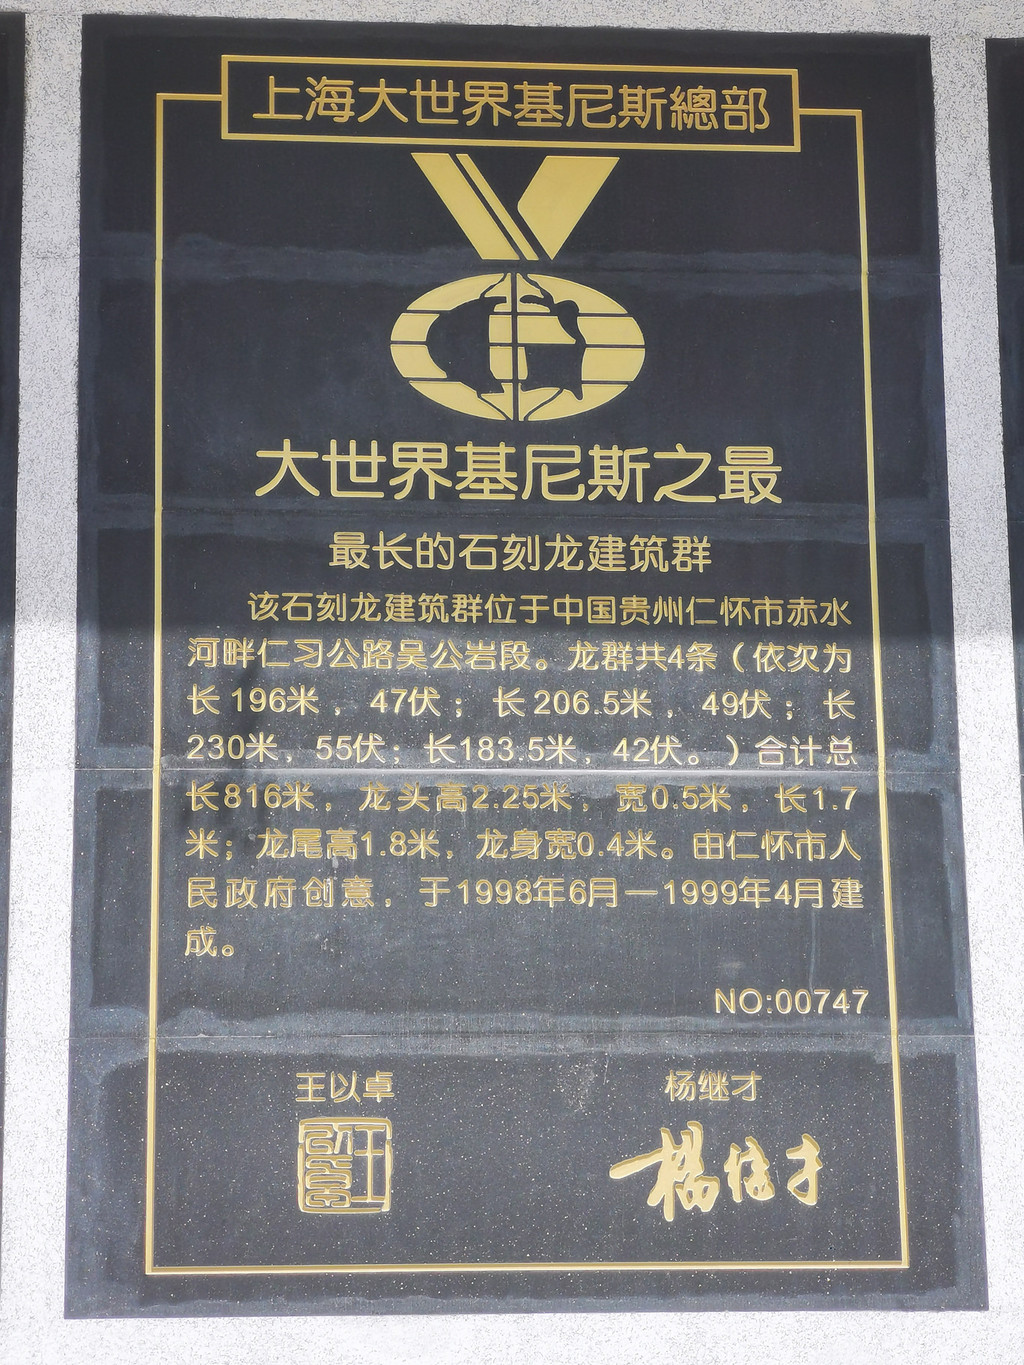 上海大世界基尼斯總部
大世界基尼斯之最
最长的石刻龙建筑群
该石刻龙建筑群位于中国贵州仁怀市赤水
河畔仁习公路吴公岩段。龙群共4条（依次为
长196米，47伏；长206.5米，49伏；长
230米，55伏；长183.5米，42伏。）合计总
长816米，龙头高2.25米，宽0.5米，长1.7
米；龙尾高1.8米，龙身宽0.4米。由仁怀市人
民政府创意，于1998年6月—1999年4月建
成。
NO:00747
王以卓 杨继才
王以卓 楊继才